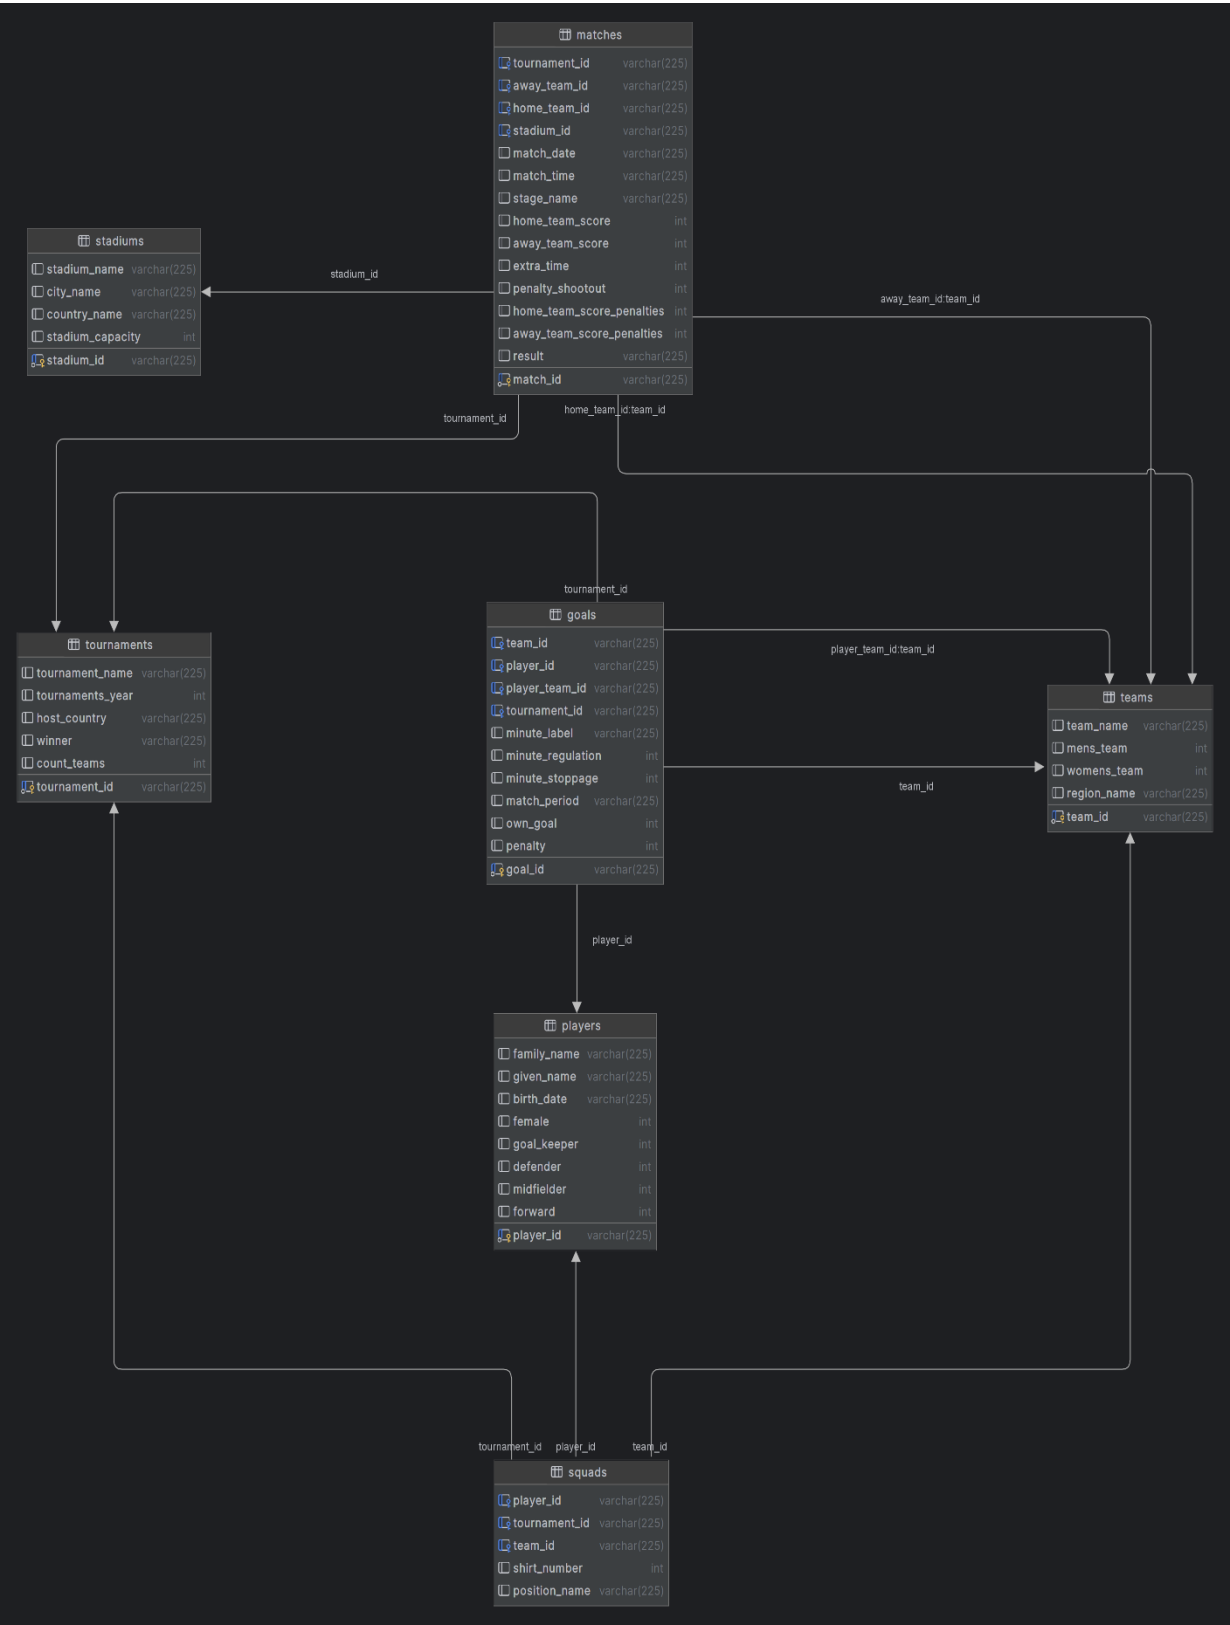 matches
tournament_id varchar(225)
away_team_id varchar(225)
home_team_id varchar(225)
stadium_id varchar(225)
match_date varchar(225)
match_time varchar(225)
stage_name varchar(225)
home_team_score int
away_team_score int
extra_time int
penalty_shootout int
home_team_score_penalties int
away_team_score_penalties int
result varchar(225)
match_id varchar(225)
stadiums
stadium_name varchar(225)
city_name varchar(225)
country_name varchar(225)
stadium_capacity int
stadium_id varchar(225)
stadium_id
away_team_id:team_id
tournament_id
home_team_id:team_id
tournament_id
goals
team_id varchar(225)
player_id varchar(225)
player_team_id varchar(225)
tournament_id varchar(225)
minute_label varchar(225)
minute_regulation int
minute_stoppage int
match_period varchar(225)
own_goal int
penalty int
goal_id varchar(225)
tournaments
tournament_name varchar(225)
tournaments_year int
host_country varchar(225)
winner varchar(225)
count_teams int
tournament_id varchar(225)
player_team_id:team_id
team_id
teams
team_name varchar(225)
mens_team int
womens_team int
region_name varchar(225)
team_id varchar(225)
player_id
players
family_name varchar(225)
given_name varchar(225)
birth_date varchar(225)
female int
goal_keeper int
defender int
midfielder int
forward int
player_id varchar(225)
tournament_id
player_id
team_id
squads
player_id varchar(225)
tournament_id varchar(225)
team_id varchar(225)
shirt_number int
position_name varchar(225)